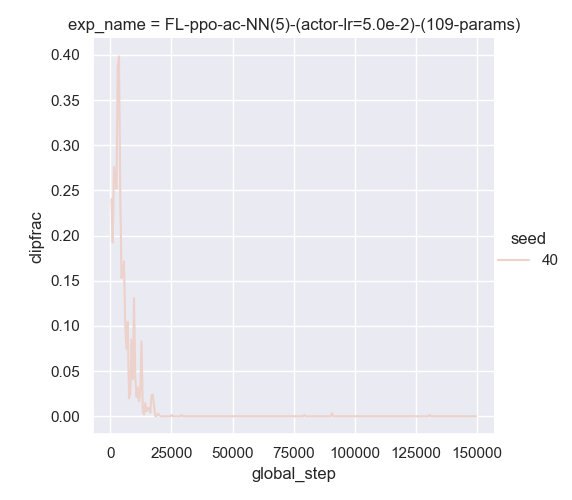 exp_name = FL-ppo-ac-NN(5)-(actor-lr=5.0e-2)-(109-params)
0.40
0.35
0.30
0.25
0.20
0.15
0.10
0.05
0.00
clipfrac
0 25000 50000 75000 100000 125000 150000
global_step
seed
40